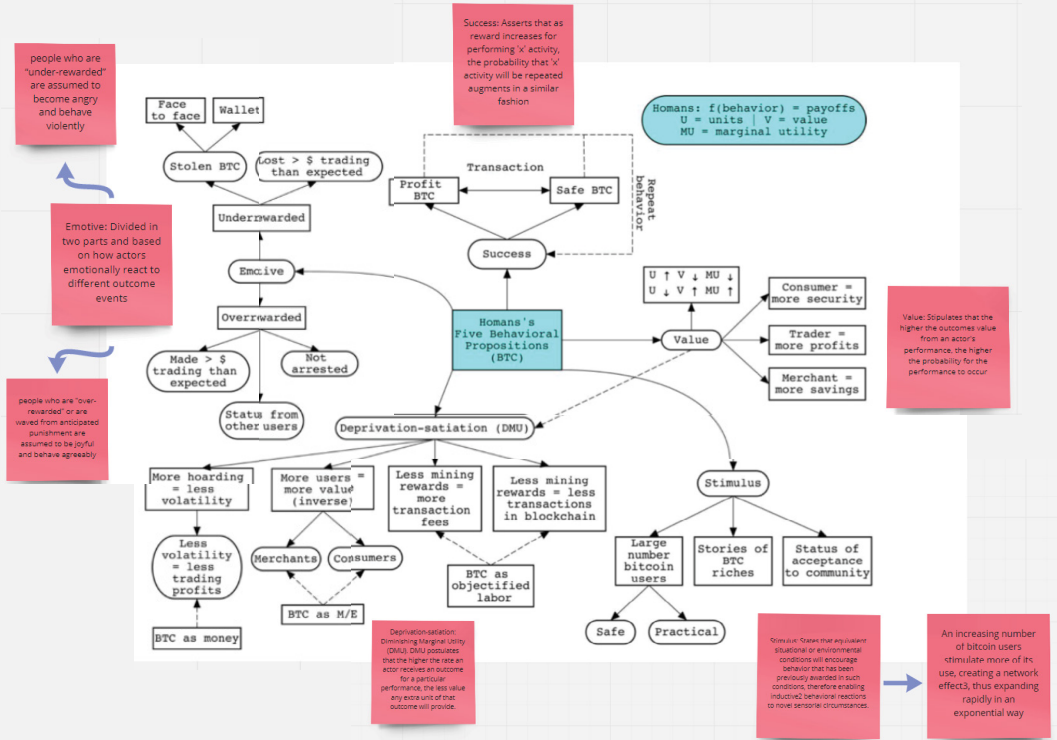 people who are
"under-rewarded"
are assumed to
become angry
and behave
violently
Emotive: Divided in
two parts and based
on how actors
emotionally react to
different outcome
events
people who are "over-
rewarded" or are
waved from anticipated
punishment are
assumed to be joyful
and behave agreeably
Success: Asserts that as
reward increases for
performing 'x' activity,
the probability that 'x'
activity will be repeated
augments in a similar
fashion
Homans: f(behavior) = payoffs
U = units | V = value
MU = marginal utility
Face
to face
Wallet
Stolen BTC
Lost > $ trading
than expected
Underrwarded
Emotive
Overrwarded
Made > $
trading than
expected
Not
arrested
Status from
other users
Transaction
Profit
BTC
Safe BTC
Repeat
behavior
Success
Homans's
Five Behavioral
Propositions
(BTC)
U ↑ V ↓ MU ↓
U ↓ V ↑ MU ↑
Value
Consumer =
more security
Trader =
more profits
Merchant =
more savings
Value: Stipulates that the
higher the outcomes value
from an actor's
performance, the higher
the probability for the
performance to occur
Deprivation-satiation (DMU)
More hoarding
= less
volatility
More users =
more value
(inverse)
Less mining
rewards =
more
transaction
fees
Less mining
rewards = less
transactions
in blockchain
Less
volatility
= less
trading
profits
Merchants
Consumers
BTC as
objectified
labor
BTC as M/E
BTC as money
Stimulus
Large
number
bitcoin
users
Stories of
BTC
riches
Status of
acceptance
to community
Safe
Practical
Deprivation-satiation:
Diminishing Marginal Utility
(DMU). DMU postulates
that the higher the rate an
actor receives an outcome
for a particular
performance, the less value
any extra unit of that
outcome will provide.
Stimulus: States that equivalent
situational or environmental
conditions will encourage
behavior that has been
previously awarded in such
conditions, therefore enabling
inductive2 behavioral reactions
to novel sensorial circumstances.
An increasing number
of bitcoin users
stimulate more of its
use, creating a network
effect3, thus expanding
rapidly in an
exponential way